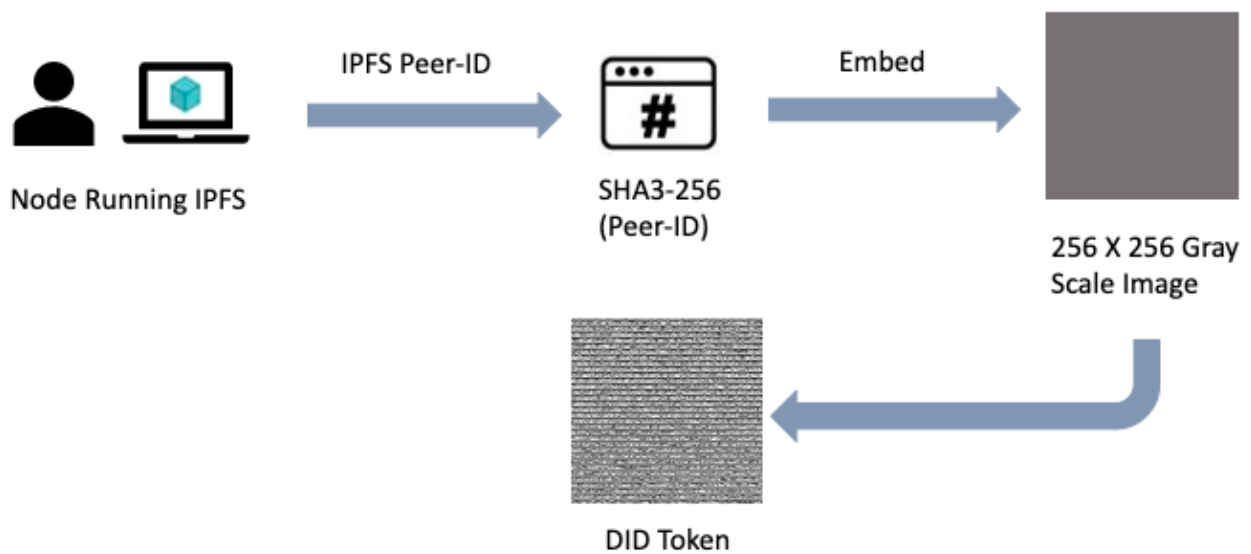 IPFS Peer-ID
Embed
#
Node Running IPFS
SHA3-256
(Peer-ID)
256 X 256 Gray
Scale Image
DID Token